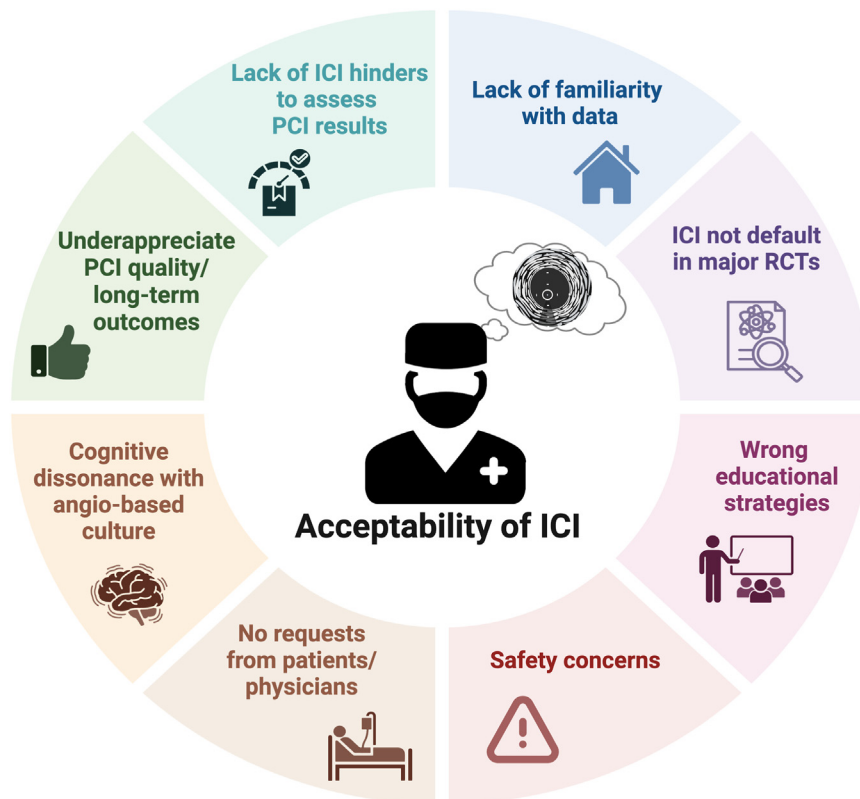 Lack of ICI hinders
to assess
PCI results
Lack of familiarity
with data
ICI not default
in major RCTs
Wrong
educational
strategies
Safety concerns
No requests
from patients/
physicians
Cognitive
dissonance with
angio-based
culture
Underappreciate
PCI quality/
long-term
outcomes
Acceptability of ICI